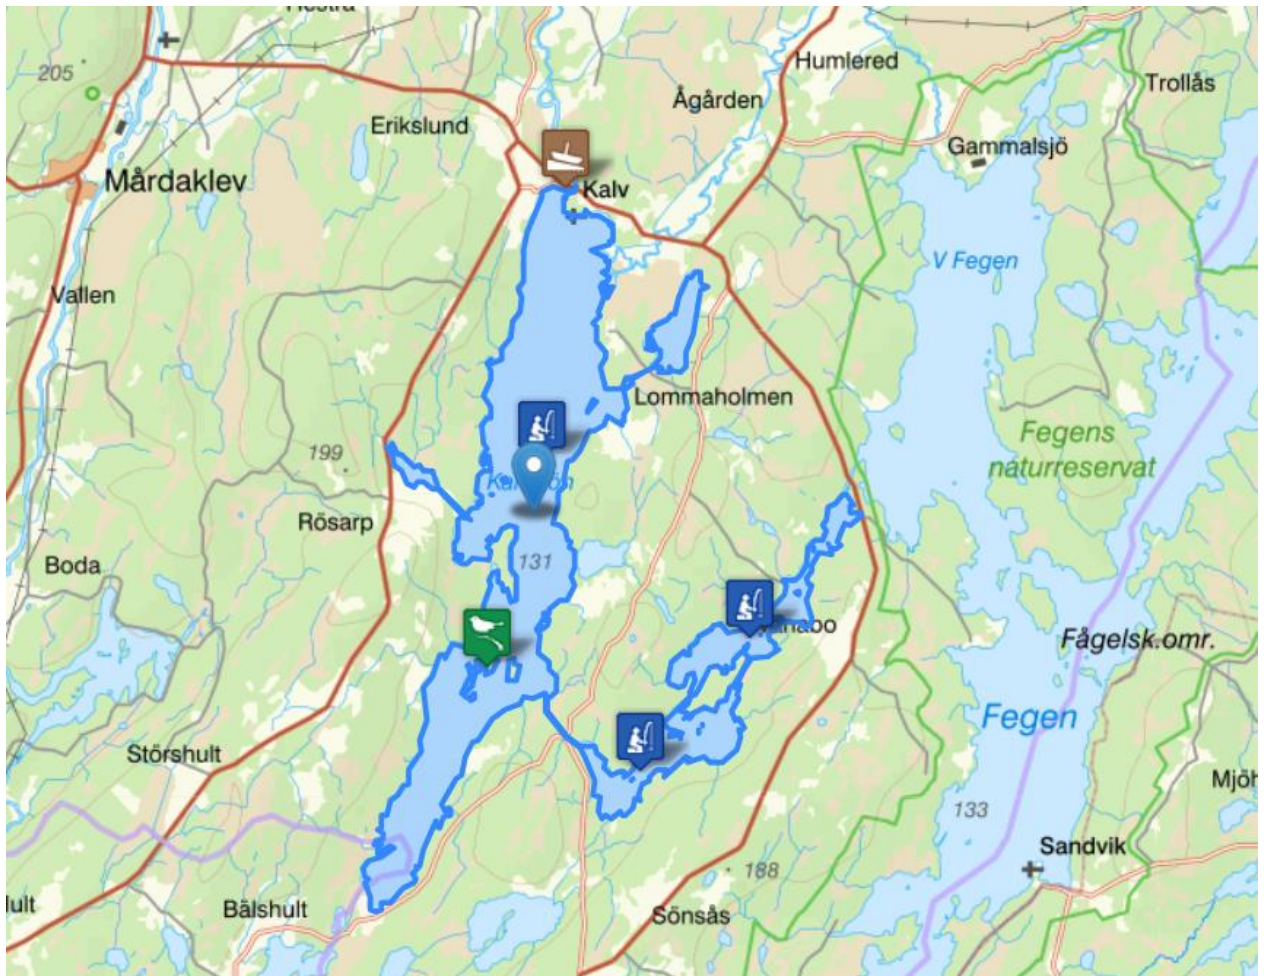 Humlered
205
Trollås
Ågården
Erikslund
Gammalsjö
Mårdaklev
Kalv
V Fegen
Vallen
Lommaholmen
Fegens
naturreservat
199
Rösarp
131
Boda
Fågelsk.omr.
Fegen
Störshult
133
Sandvik
188
Bälshult
Sönsås